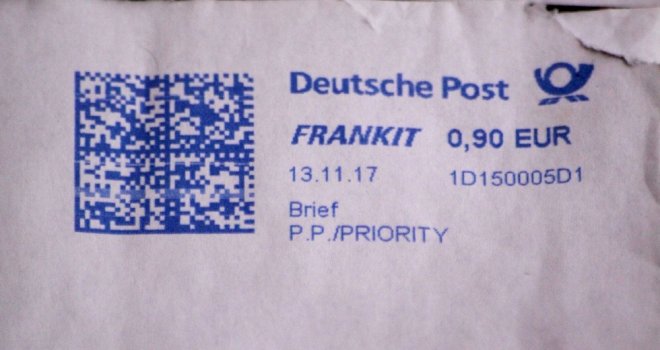 Deutsche Post
FRANKIT 0,90 EUR
13.11.17 1D150005D1
Brief
P.P./PRIORITY